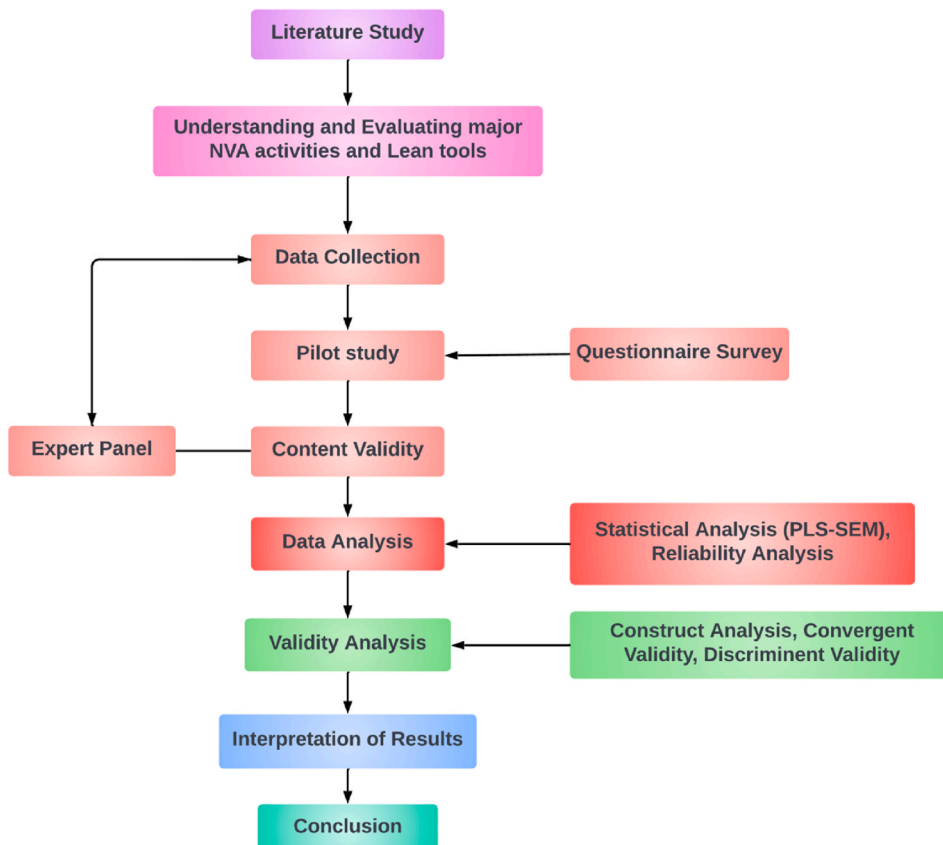 Literature Study
Understanding and Evaluating major
NVA activities and Lean tools
Data Collection
Pilot study
Questionnaire Survey
Expert Panel
Content Validity
Data Analysis
Statistical Analysis (PLS-SEM),
Reliability Analysis
Validity Analysis
Construct Analysis, Convergent
Validity, Discriminent Validity
Interpretation of Results
Conclusion